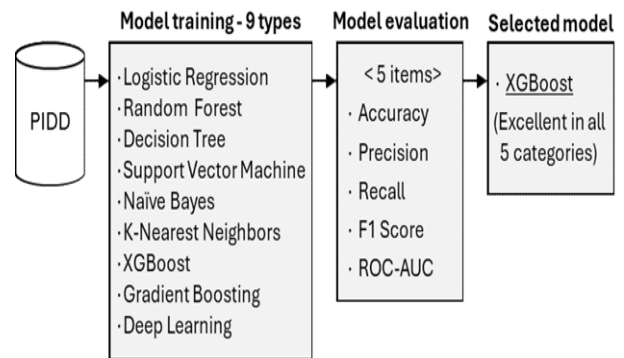 Model training - 9 types
Model evaluation
Selected model
PIDD
· Logistic Regression
· Random Forest
· Decision Tree
· Support Vector Machine
· Naïve Bayes
· K-Nearest Neighbors
· XGBoost
· Gradient Boosting
· Deep Learning
<5 items>
· Accuracy
· Precision
· Recall
· F1 Score
· ROC-AUC
· XGBoost
(Excellent in all
5 categories)